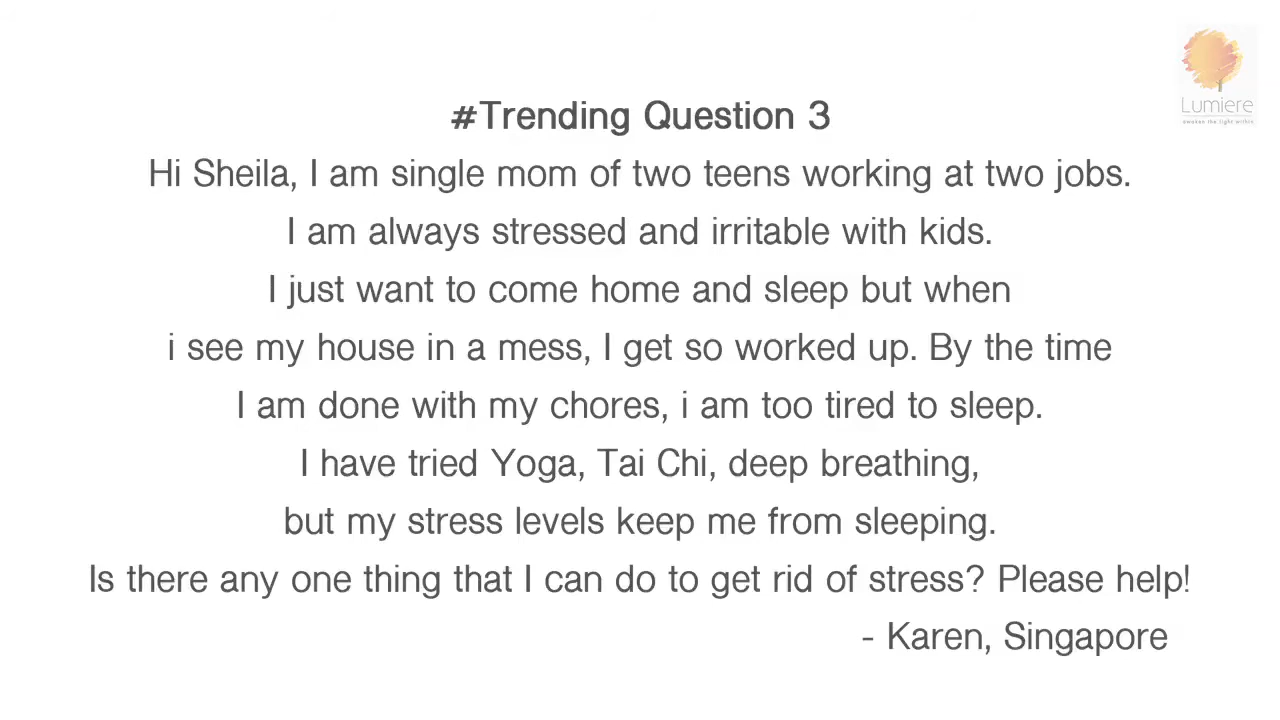 Lumiere
awaken the light within
#Trending Question 3
Hi Sheila, I am single mom of two teens working at two jobs.
I am always stressed and irritable with kids.
I just want to come home and sleep but when
i see my house in a mess, I get so worked up. By the time
I am done with my chores, i am too tired to sleep.
I have tried Yoga, Tai Chi, deep breathing,
but my stress levels keep me from sleeping.
Is there any one thing that I can do to get rid of stress? Please help!
- Karen, Singapore